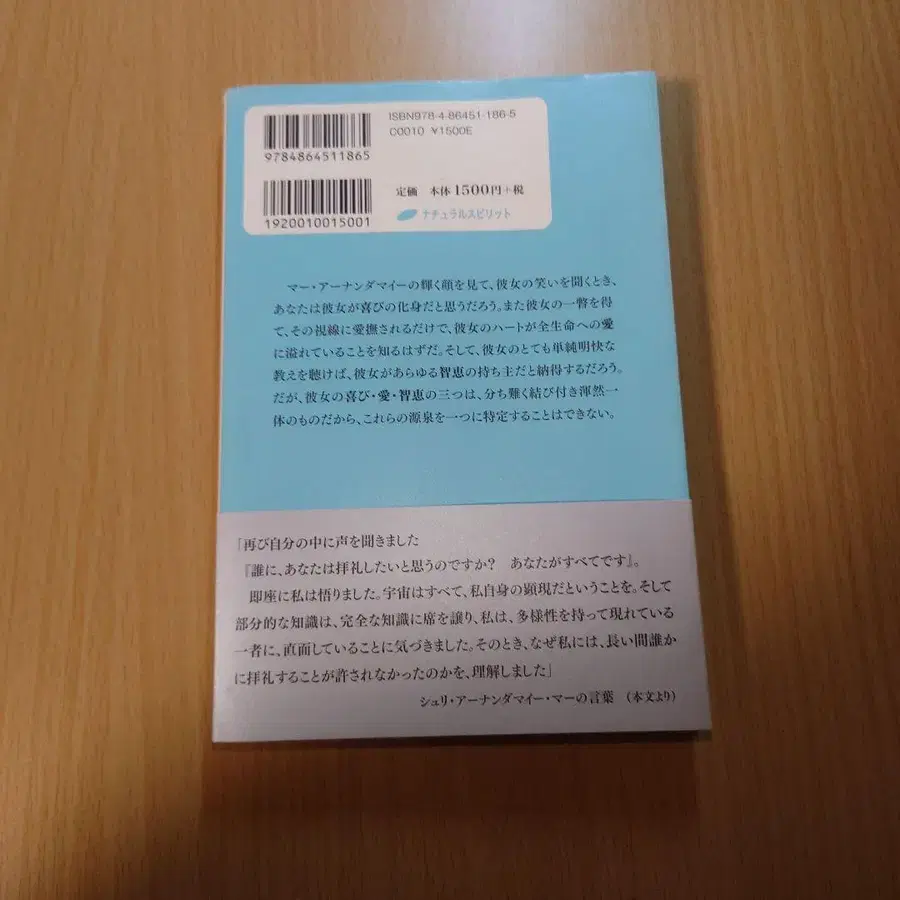 ISBN978-4-86451-186-5
C0010 ¥1500E
9784864511865
定価 本体1500円+税
1920010015001
ナチュラルスピリット
マー・アーナンダマイーの輝く顔を見て、彼女の笑いを聞くとき、
あなたは彼女が喜びの化身だと思うだろう。また彼女の一瞥を得
て、その視線に愛撫されるだけで、彼女のハートが全生命への愛
に溢れていることを知るはずだ。そして、彼女のとても単純明快な
教えを聴けば、彼女があらゆる智恵の持ち主だと納得するだろう。
だが、彼女の喜び・愛・智恵の三つは、分ち難く結び付き渾然一
体のものだから、これらの源泉を一つに特定することはできない。
「再び自分の中に声を聞きました
『誰に、あなたは拝礼したいと思うのですか? あなたがすべてです』。
即座に私は悟りました。宇宙はすべて、私自身の顕現だということを。そして
部分的な知識は、完全な知識に席を譲り、私は、多様性を持って現れている
一者に、直面していることに気づきました。そのとき、なぜ私には、長い間誰か
に拝礼することが許されなかったのかを、理解しました」
シュリ・アーナンダマイー・マーの言葉 (本文より)